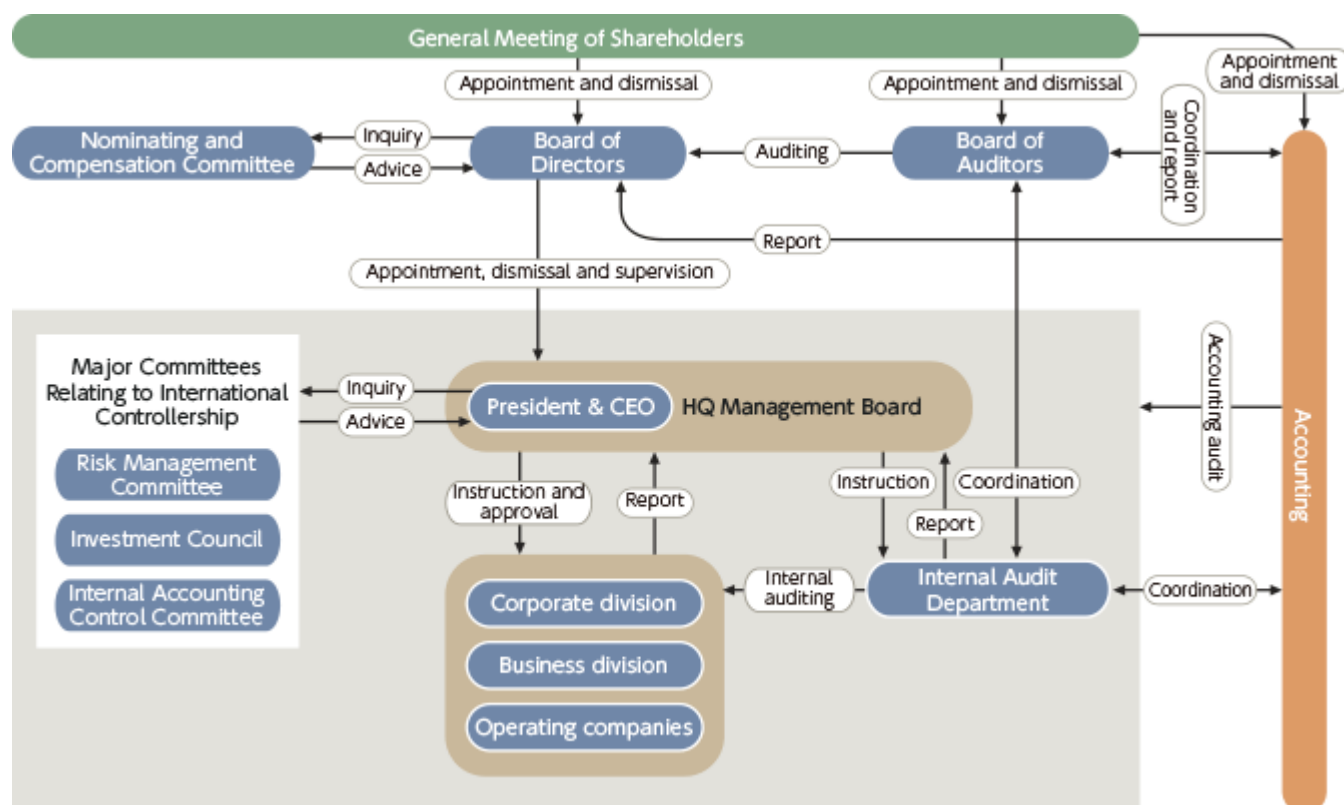 General Meeting of Shareholders
Appointment and dismissal
Appointment and dismissal
Appointment
and dismissal
Nominating and
Compensation Committee
Inquiry
Advice
Board of
Directors
Auditing
Board of
Auditors
Coordination
and report
Report
Appointment, dismissal and supervision
Major Committees
Relating to International
Controllership
Risk Management
Committee
Investment Council
Internal Accounting
Control Committee
Inquiry
Advice
President & CEO
HQ Management Board
Accounting audit
Accounting
Instruction and
approval
Report
Instruction
Coordination
Report
Internal
auditing
Internal Audit
Department
Coordination
Corporate division
Business division
Operating companies